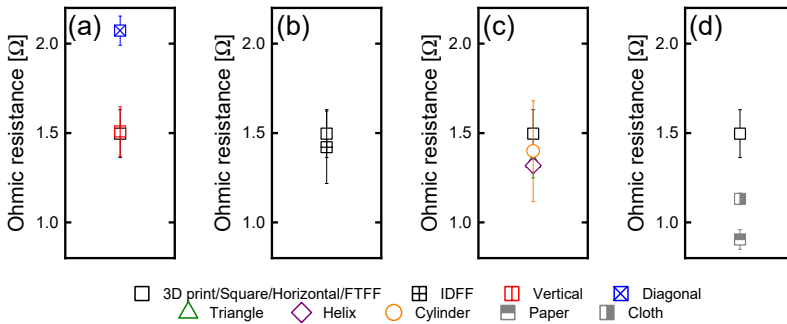 (a) (b) (c) (d)
Ohmic resistance [Ω] Ohmic resistance [Ω] Ohmic resistance [Ω] Ohmic resistance [Ω]
2.0 2.0 2.0 2.0
1.5 1.5 1.5 1.5
1.0 1.0 1.0 1.0
3D print/Square/Horizontal/FTFF IDFF Vertical Diagonal
Triangle Helix Cylinder Paper Cloth